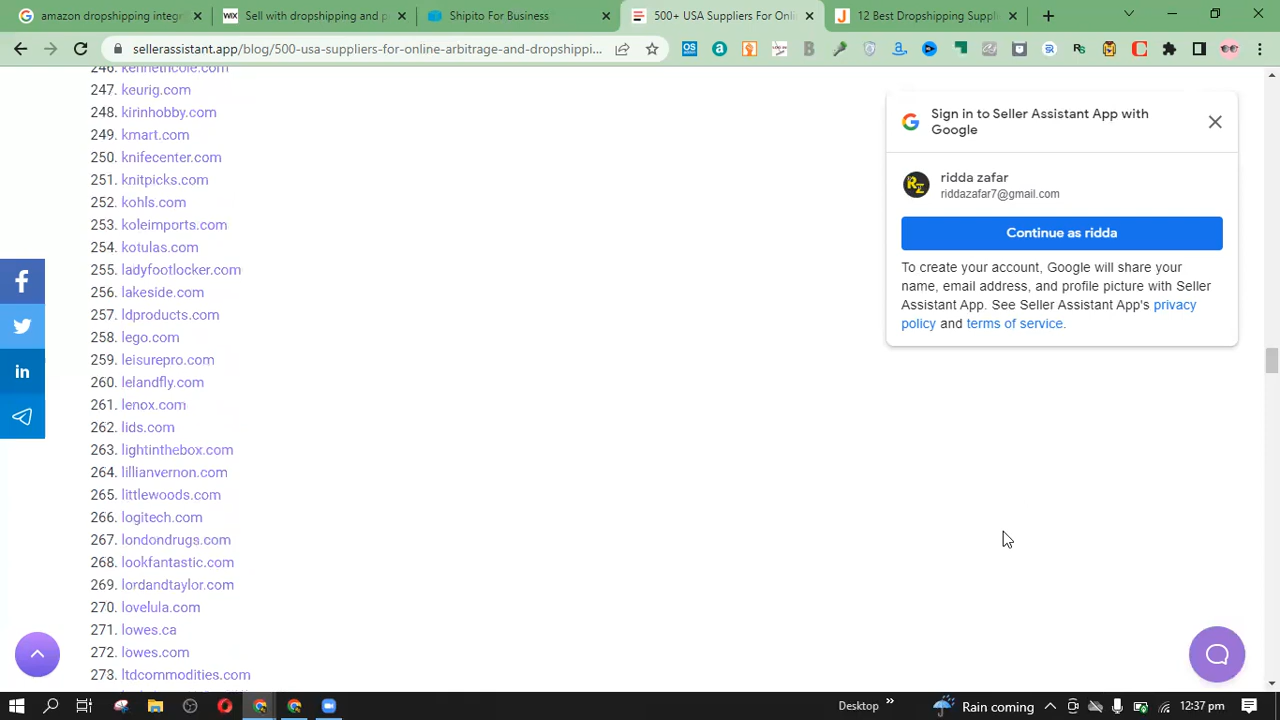 amazon dropshipping integr
Sell with dropshipping and p
Shipito For Business
500+ USA Suppliers For Onli
12 Best Dropshipping Suppli
sellerassistant.app/blog/500-usa-suppliers-for-online-arbitrage-and-dropshippi...
246. kennethcole.com
247. keurig.com
248. kirinhobby.com
249. kmart.com
250. knifecenter.com
251. knitpicks.com
252. kohls.com
253. koleimports.com
254. kotulas.com
255. ladyfootlocker.com
256. lakeside.com
257. ldproducts.com
258. lego.com
259. leisurepro.com
260. lelandfly.com
261. lenox.com
262. lids.com
263. lightinthebox.com
264. lillianvernon.com
265. littlewoods.com
266. logitech.com
267. londondrugs.com
268. lookfantastic.com
269. lordandtaylor.com
270. lovelula.com
271. lowes.ca
272. lowes.com
273. ltdcommodities.com
Sign in to Seller Assistant App with
Google
ridda zafar
riddazafar7@gmail.com
Continue as ridda
To create your account, Google will share your
name, email address, and profile picture with Seller
Assistant App. See Seller Assistant App's privacy
policy and terms of service.
Desktop
Rain coming
12:37 pm